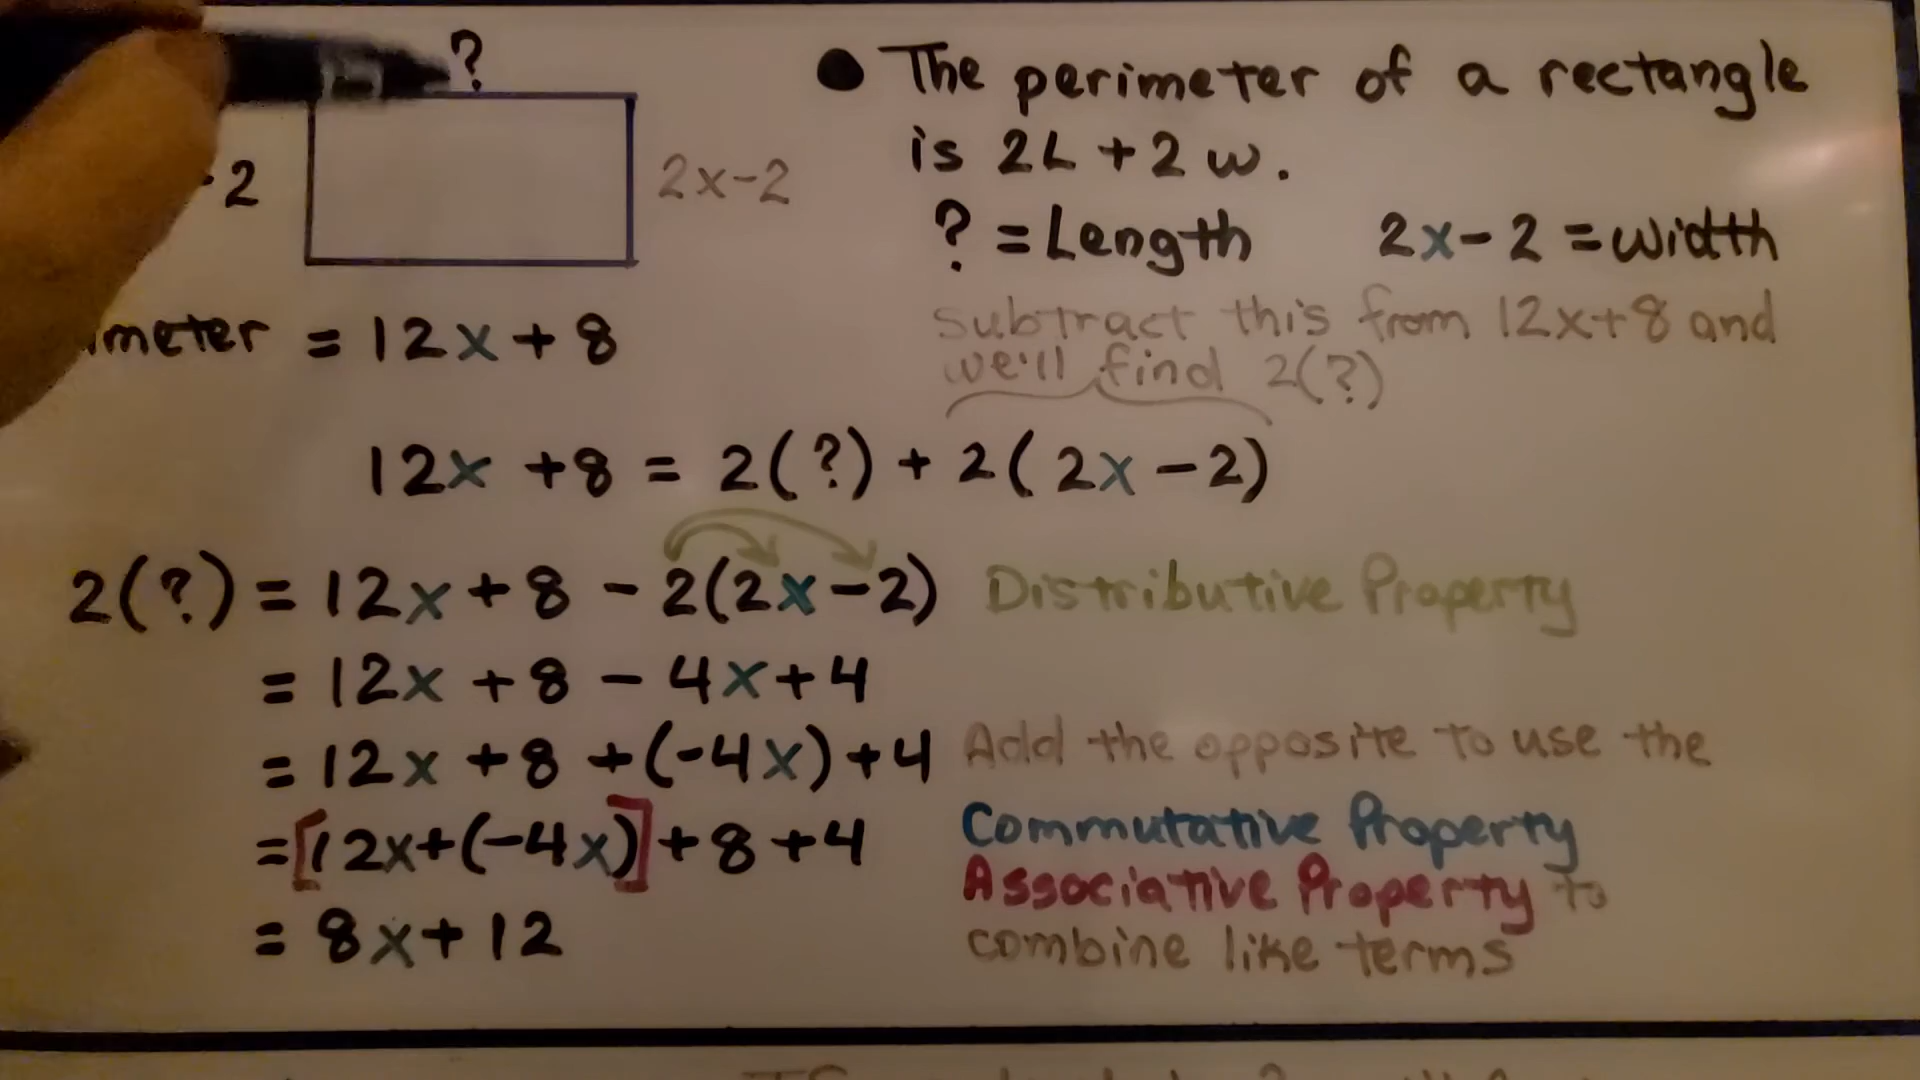 ?
● The perimeter of a rectangle
is 2L + 2w.
-2
2x-2
? = Length 2x-2 = width
= 12x + 8
subtract this from 12x+8 and
we'll find 2(?)
12x + 8 = 2(?) + 2(2x-2)
2(?) = 12x + 8 - 2(2x-2) Distributive Property
= 12x + 8 - 4x + 4
= 12x + 8 + (-4x) + 4 Add the opposite to use the
= [12x+(-4x)] + 8 + 4 Commutative Property
Associative Property to
= 8x + 12 combine like terms